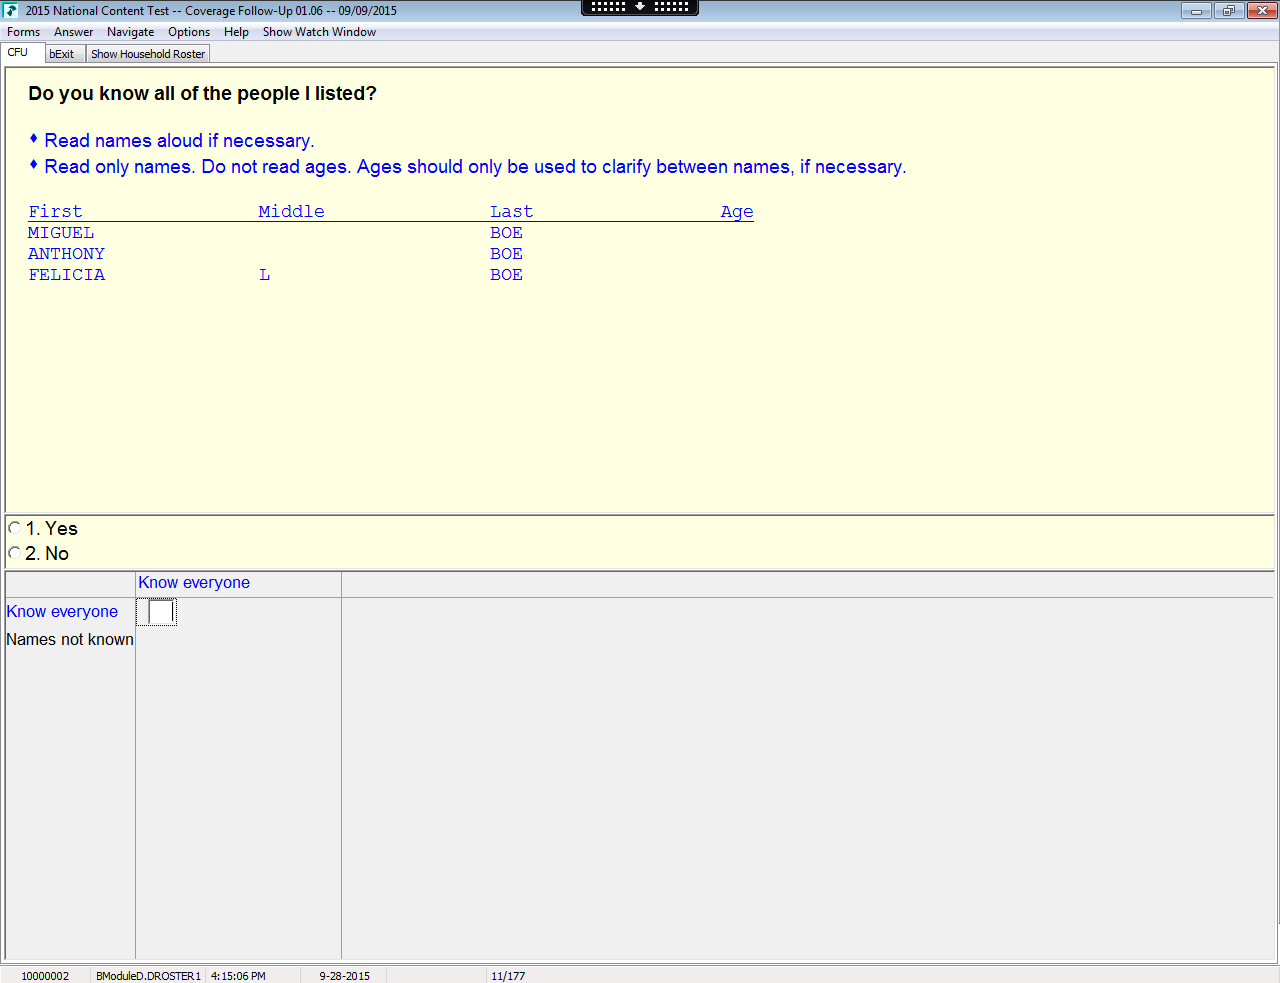 2015 National Content Test -- Coverage Follow-Up 01.06 -- 09/09/2015
Forms Answer Navigate Options Help Show Watch Window
CFU bExit Show Household Roster
Do you know all of the people I listed?
♦ Read names aloud if necessary.
♦ Read only names. Do not read ages. Ages should only be used to clarify between names, if necessary.
First Middle Last Age
MIGUEL BOE
ANTHONY BOE
FELICIA L BOE
1. Yes
2. No
Know everyone
Know everyone
Names not known
10000002 BModuleD.DROSTER1 4:15:06 PM 9-28-2015 11/177